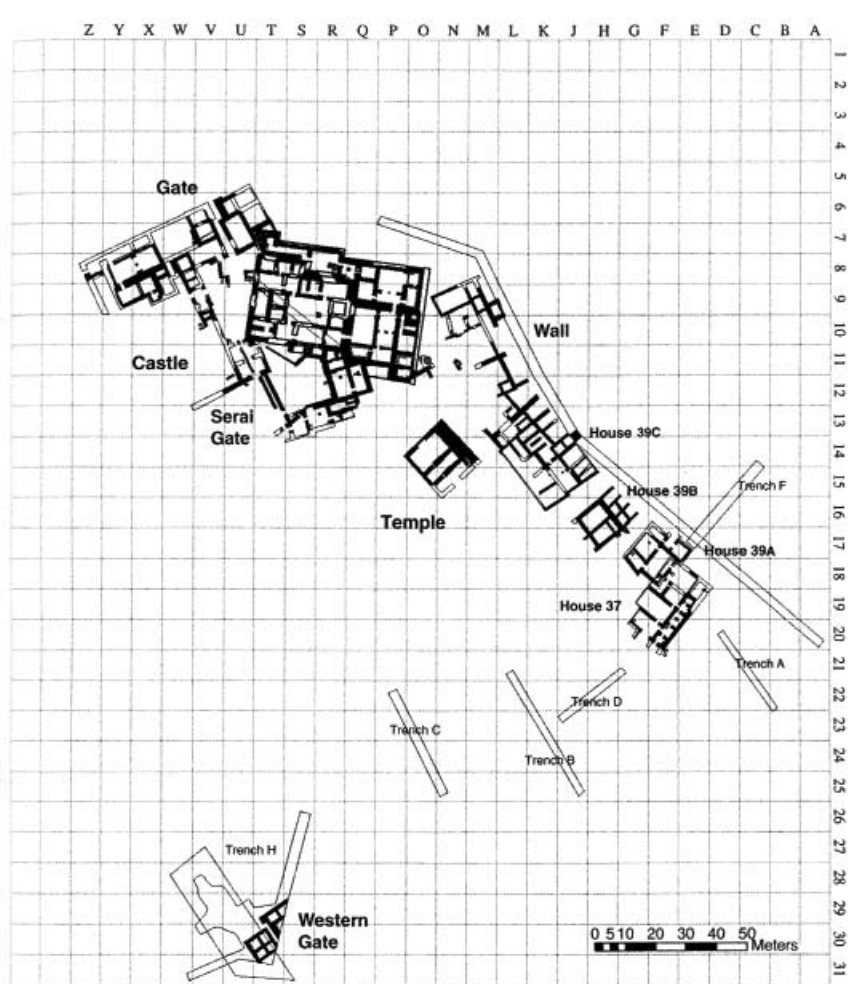 Z Y X W V U T S R Q P O N M L K J H G F E D C B A
1
2
3
4
5
6
7
8
9
10
11
12
13
14
15
16
17
18
19
20
21
22
23
24
25
26
27
28
29
30
31
Gate
Wall
Castle
Serai
Gate
House 39C
Trench F
House 39B
Temple
House 39A
House 37
Trench A
Trench D
Trench C
Trench B
Trench H
Western
Gate
0 5 10 20 30 40 50
Meters